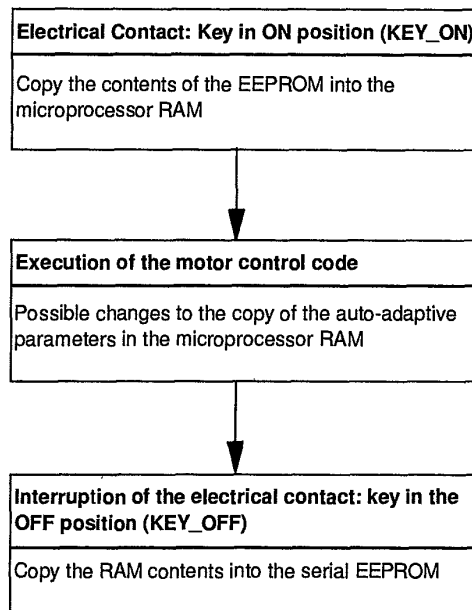 Electrical Contact: Key in ON position (KEY_ON)
Copy the contents of the EEPROM into the
microprocessor RAM
Execution of the motor control code
Possible changes to the copy of the auto-adaptive
parameters in the microprocessor RAM
Interruption of the electrical contact: key in the
OFF position (KEY_OFF)
Copy the RAM contents into the serial EEPROM